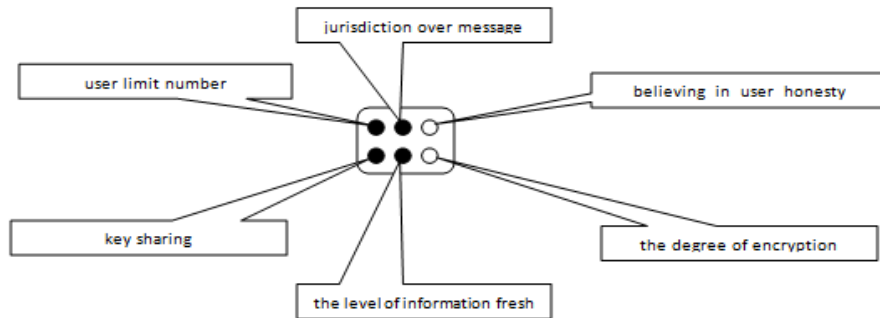 jurisdiction over message
user limit number
believing in user honesty
key sharing
the degree of encryption
the level of information fresh